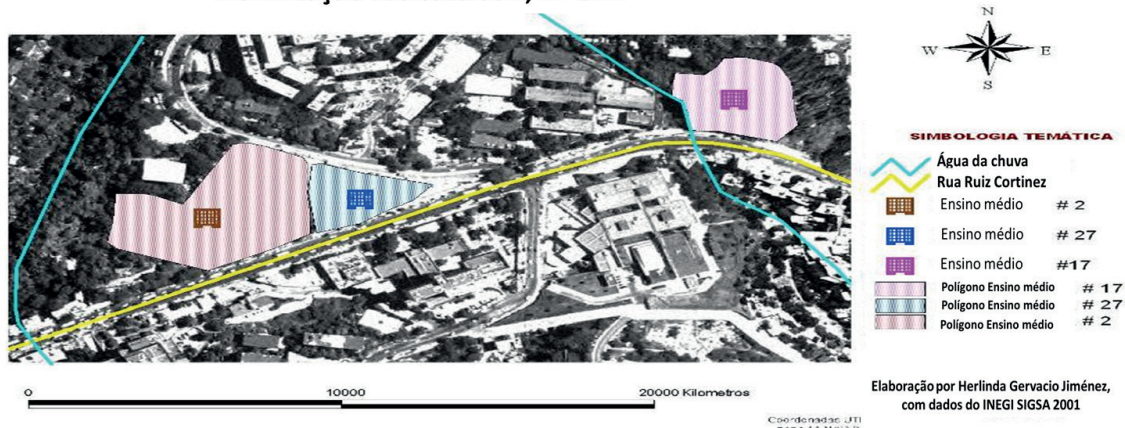 N
W E
S
SIMBOLOGIA TEMÁTICA
Água da chuva
Rua Ruiz Cortinez
Ensino médio # 2
Ensino médio # 27
Ensino médio #17
Polígono Ensino médio # 17
Polígono Ensino médio # 27
Polígono Ensino médio # 2
0 10000 20000 Kilometros
Elaboração por Herlinda Gervacio Jiménez,
com dados do INEGI SIGSA 2001
Coordenadas UTI